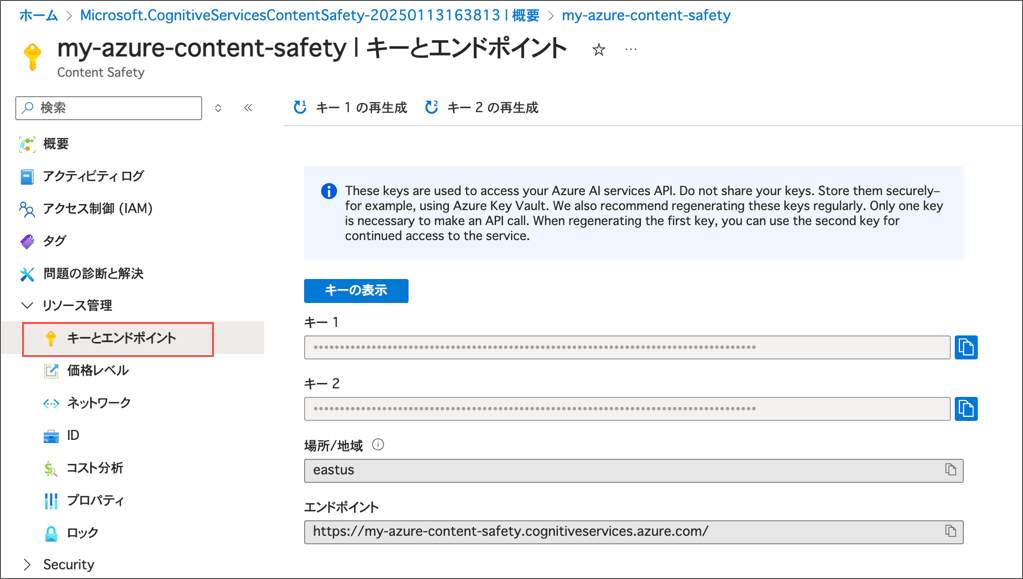 ホーム > Microsoft.CognitiveServicesContentSafety-20250113163813 | 概要 > my-azure-content-safety
my-azure-content-safety | キーとエンドポイント ☆ …
Content Safety
検索
キー 1 の再生成 キー 2 の再生成
概要
アクティビティ ログ
アクセス制御 (IAM)
タグ
問題の診断と解決
リソース管理
キーとエンドポイント
価格レベル
ネットワーク
ID
コスト分析
プロパティ
ロック
Security
These keys are used to access your Azure AI services API. Do not share your keys. Store them securely–
for example, using Azure Key Vault. We also recommend regenerating these keys regularly. Only one key
is necessary to make an API call. When regenerating the first key, you can use the second key for
continued access to the service.
キーの表示
キー 1
キー 2
場所/地域
eastus
エンドポイント
https://my-azure-content-safety.cognitiveservices.azure.com/